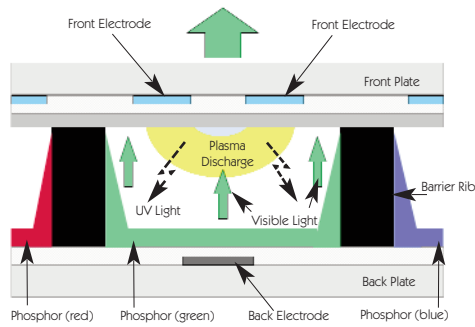 Front Electrode
Front Electrode
Front Plate
Plasma
Discharge
UV Light
Visible Light
Barrier Rib
Back Plate
Phosphor (red)
Phosphor (green)
Back Electrode
Phosphor (blue)